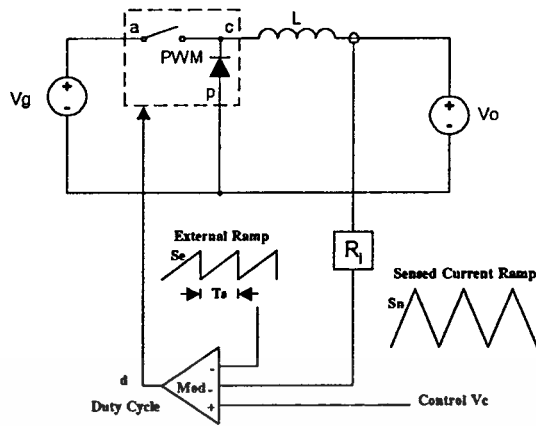 a
c
L
PWM
p
Vg
+
-
+
-
Vo
External Ramp
Se
Ts
Ri
Sensed Current Ramp
Sn
d
Mod
-
-
+
Duty Cycle
Control Vc